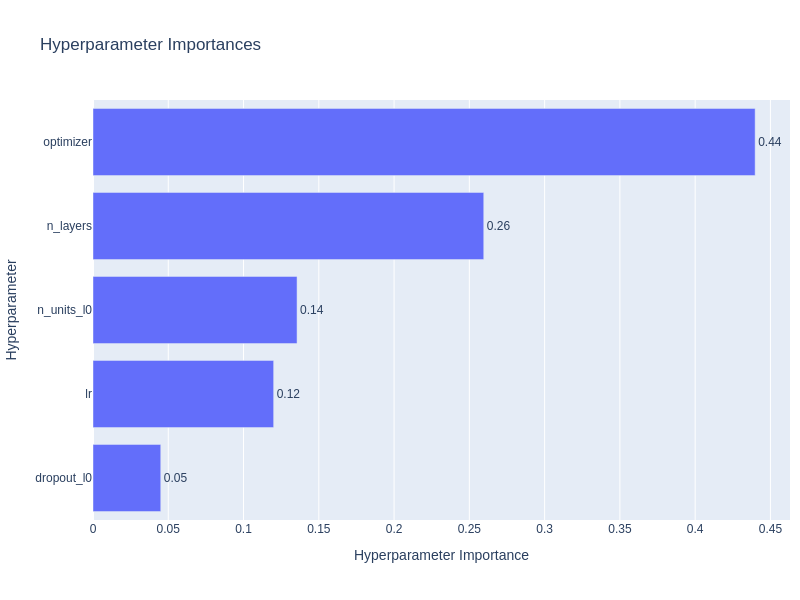 Hyperparameter Importances
Hyperparameter
optimizer
0.44
n_layers
0.26
n_units_l0
0.14
lr
0.12
dropout_l0
0.05
0 0.05 0.1 0.15 0.2 0.25 0.3 0.35 0.4 0.45
Hyperparameter Importance